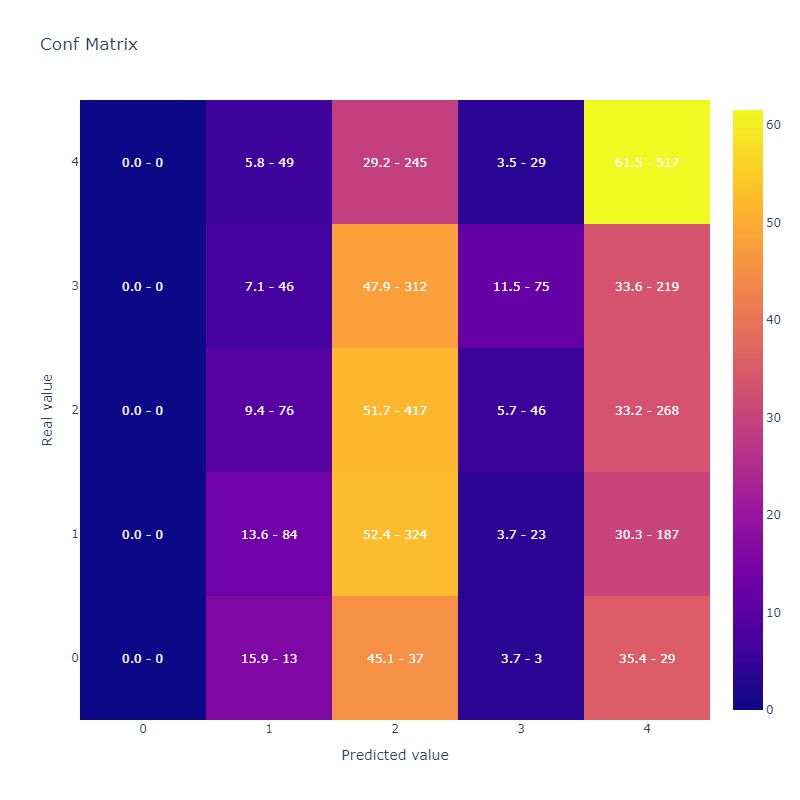 Conf Matrix
4 0.0 - 0 5.8 - 49 29.2 - 245 3.5 - 29 61.5 - 517
3 0.0 - 0 7.1 - 46 47.9 - 312 11.5 - 75 33.6 - 219
2 0.0 - 0 9.4 - 76 51.7 - 417 5.7 - 46 33.2 - 268
1 0.0 - 0 13.6 - 84 52.4 - 324 3.7 - 23 30.3 - 187
0 0.0 - 0 15.9 - 13 45.1 - 37 3.7 - 3 35.4 - 29
0 1 2 3 4
Predicted value
Real value
60
50
40
30
20
10
0